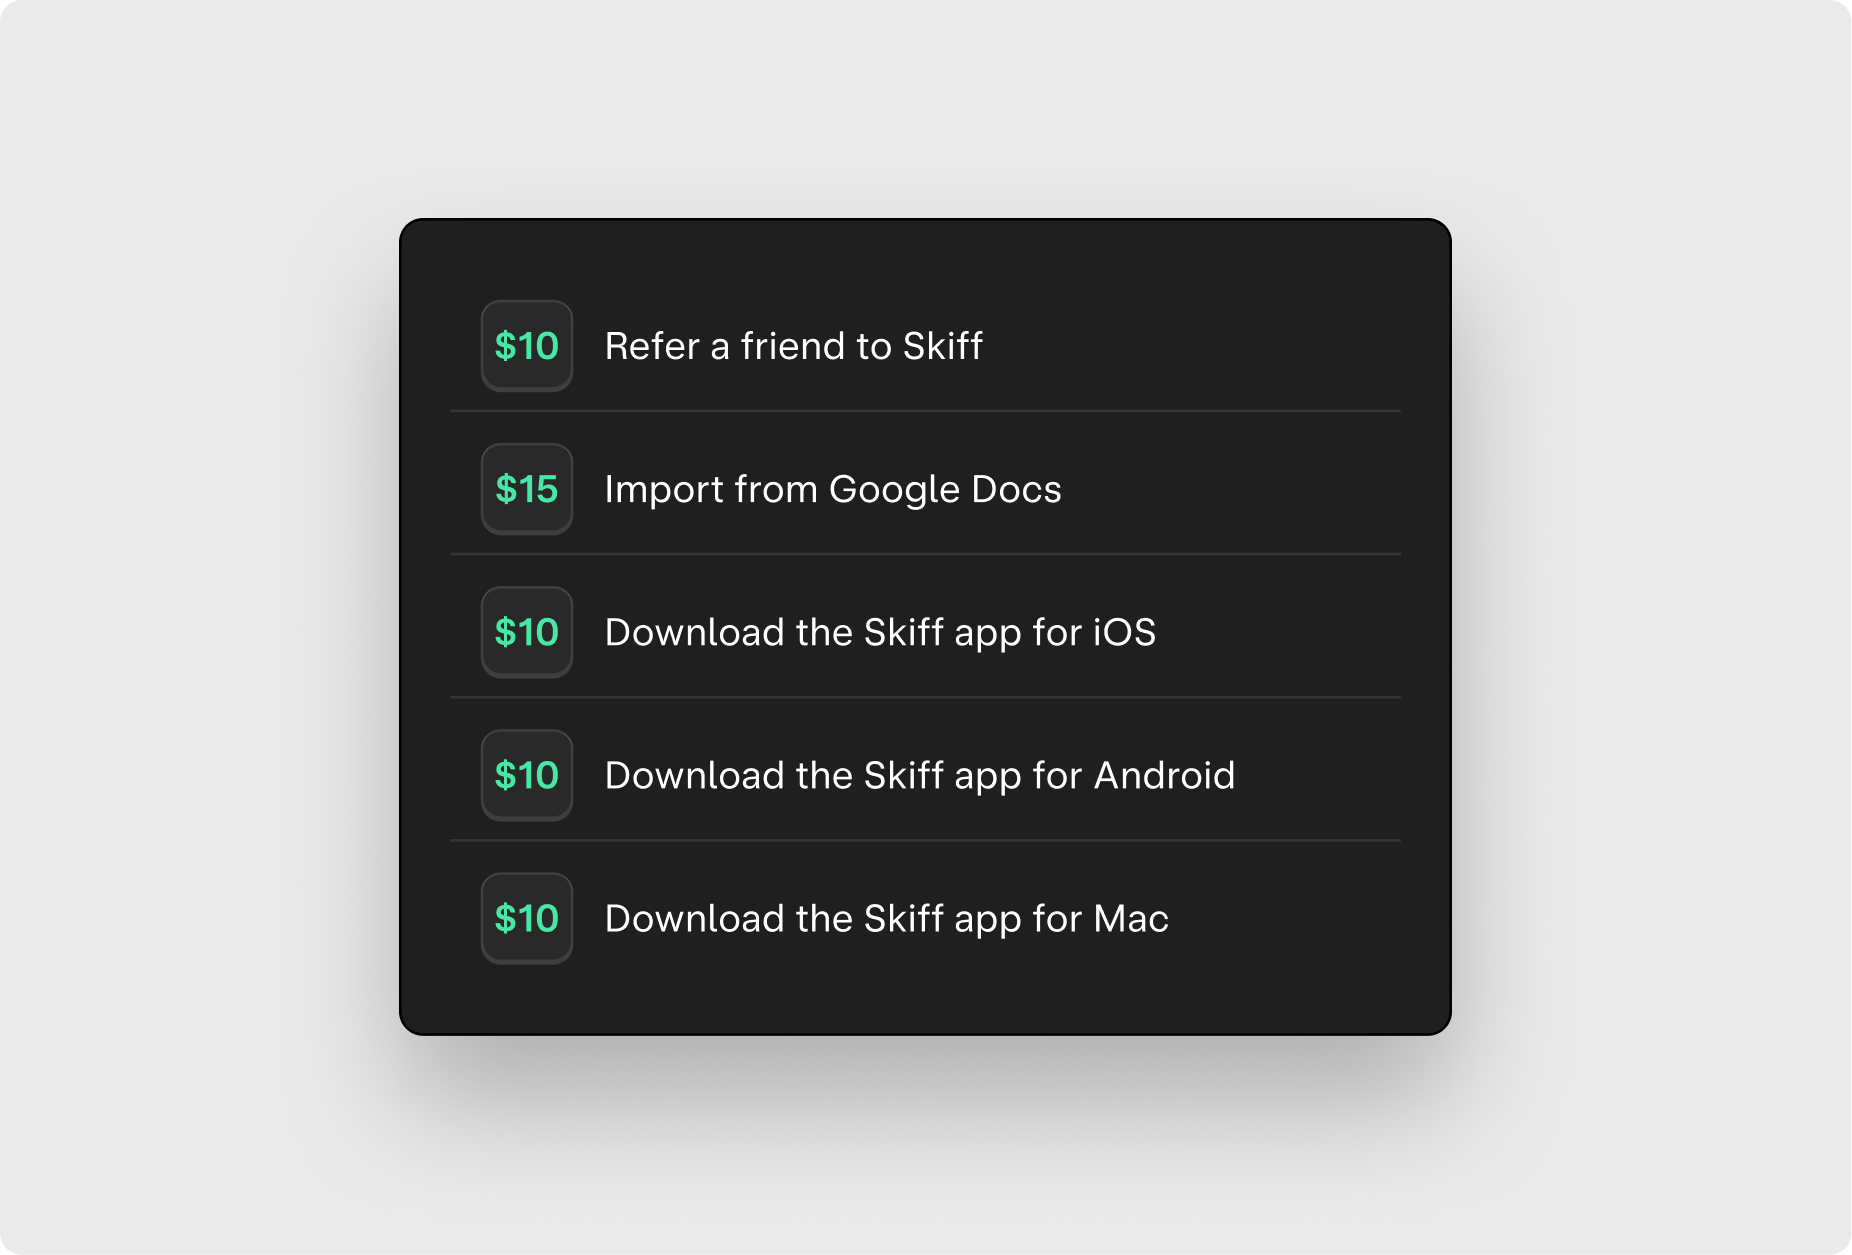 $10 Refer a friend to Skiff
$15 Import from Google Docs
$10 Download the Skiff app for iOS
$10 Download the Skiff app for Android
$10 Download the Skiff app for Mac